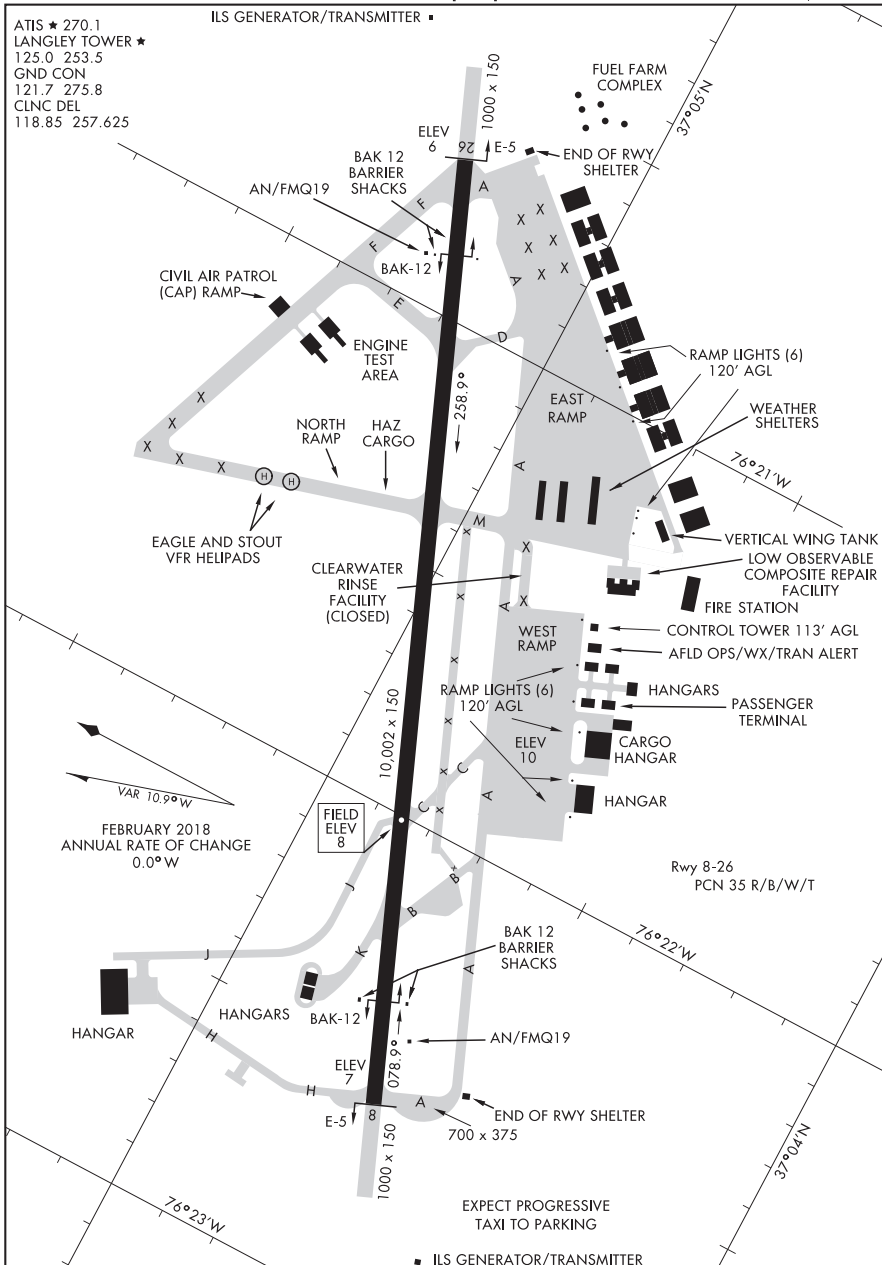 ATIS ★ 270.1
LANGLEY TOWER ★
125.0 253.5
GND CON
121.7 275.8
CLNC DEL
118.85 257.625
ILS GENERATOR/TRANSMITTER
1000 x 150
FUEL FARM
COMPLEX
37°05'N
ELEV
6
26
E-5
END OF RWY
SHELTER
BAK 12
BARRIER
SHACKS
AN/FMQ19
A
F
F
X
X
X
X
X
X
X
BAK-12
A
CIVIL AIR PATROL
(CAP) RAMP
E
D
ENGINE
TEST
AREA
RAMP LIGHTS (6)
120' AGL
258.9°
EAST
RAMP
WEATHER
SHELTERS
X
X
X
X
X
NORTH
RAMP
HAZ
CARGO
A
76°21'W
H
H
M
EAGLE AND STOUT
VFR HELIPADS
VERTICAL WING TANK
X
LOW OBSERVABLE
COMPOSITE REPAIR
FACILITY
CLEARWATER
RINSE
FACILITY
(CLOSED)
x
x
x
x
x
x
x
x
A
X
FIRE STATION
WEST
RAMP
CONTROL TOWER 113' AGL
AFLD OPS/WX/TRAN ALERT
RAMP LIGHTS (6)
120' AGL
HANGARS
PASSENGER
TERMINAL
10,002 x 150
ELEV
10
CARGO
HANGAR
C
C
A
HANGAR
VAR 10.9° W
FEBRUARY 2018
ANNUAL RATE OF CHANGE
0.0° W
FIELD
ELEV
8
Rwy 8-26
PCN 35 R/B/W/T
J
B
B
K
76°22'W
J
BAK 12
BARRIER
SHACKS
A
HANGAR
HANGARS
BAK-12
AN/FMQ19
H
ELEV
7
078.9°
H
8
A
E-5
END OF RWY SHELTER
700 x 375
1000 x 150
37°04'N
76°23'W
EXPECT PROGRESSIVE
TAXI TO PARKING
ILS GENERATOR/TRANSMITTER